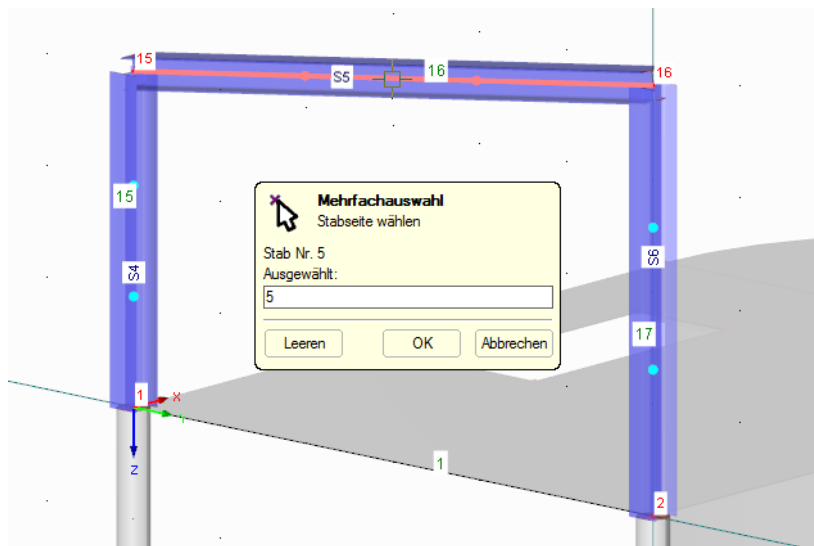 15
S5
16
16
15
S4
S6
17
Mehrfachauswahl
Stabseite wählen
Stab Nr. 5
Ausgewählt:
5
Leeren
OK
Abbrechen
1
X
Y
Z
1
2